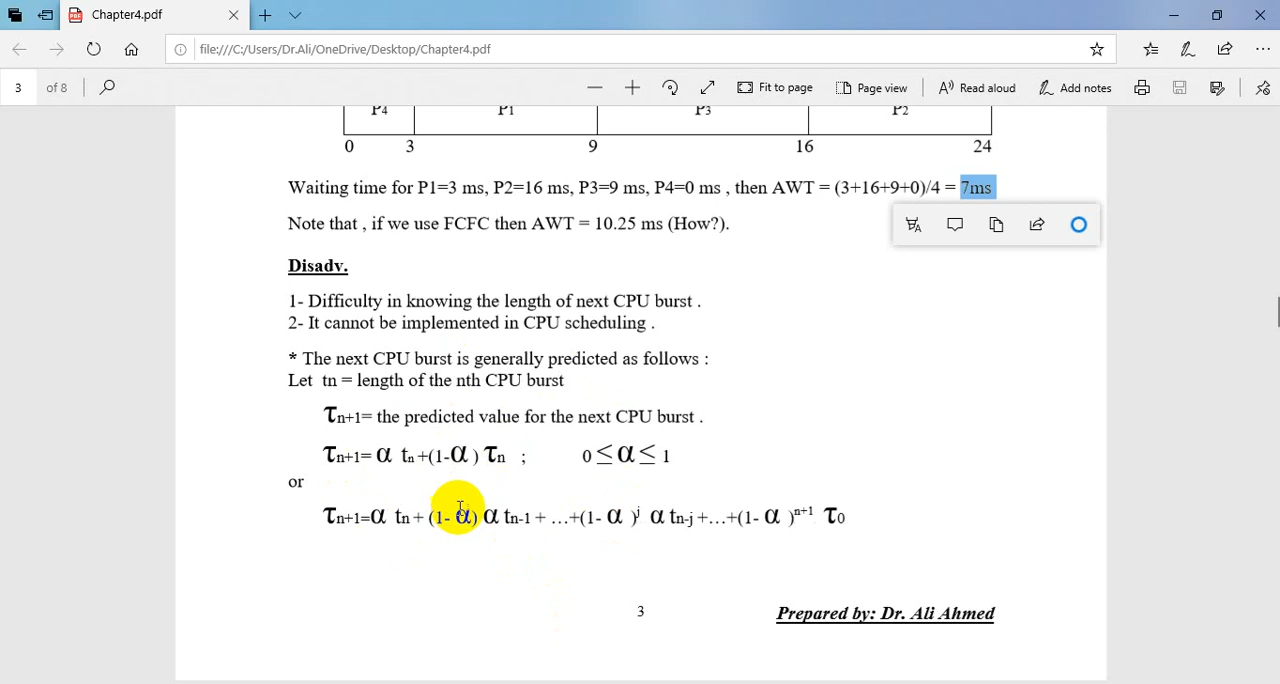 Chapter4.pdf
file:///C:/Users/Dr.Ali/OneDrive/Desktop/Chapter4.pdf
3 of 8 Fit to page Page view Read aloud Add notes
P4 P1 P3 P2
0 3 9 16 24
Waiting time for P1=3 ms, P2=16 ms, P3=9 ms, P4=0 ms , then AWT = (3+16+9+0)/4 = 7ms
Note that , if we use FCFC then AWT = 10.25 ms (How?).
Disadv.
1- Difficulty in knowing the length of next CPU burst .
2- It cannot be implemented in CPU scheduling .
* The next CPU burst is generally predicted as follows :
Let tn = length of the nth CPU burst
τn+1= the predicted value for the next CPU burst .
τn+1= α tn +(1-α ) τn ; 0 ≤ α ≤ 1
or
τn+1=α tn + (1- α) α tn-1 + …+(1- α )j α tn-j +…+(1- α )n+1 τ0
3 Prepared by: Dr. Ali Ahmed